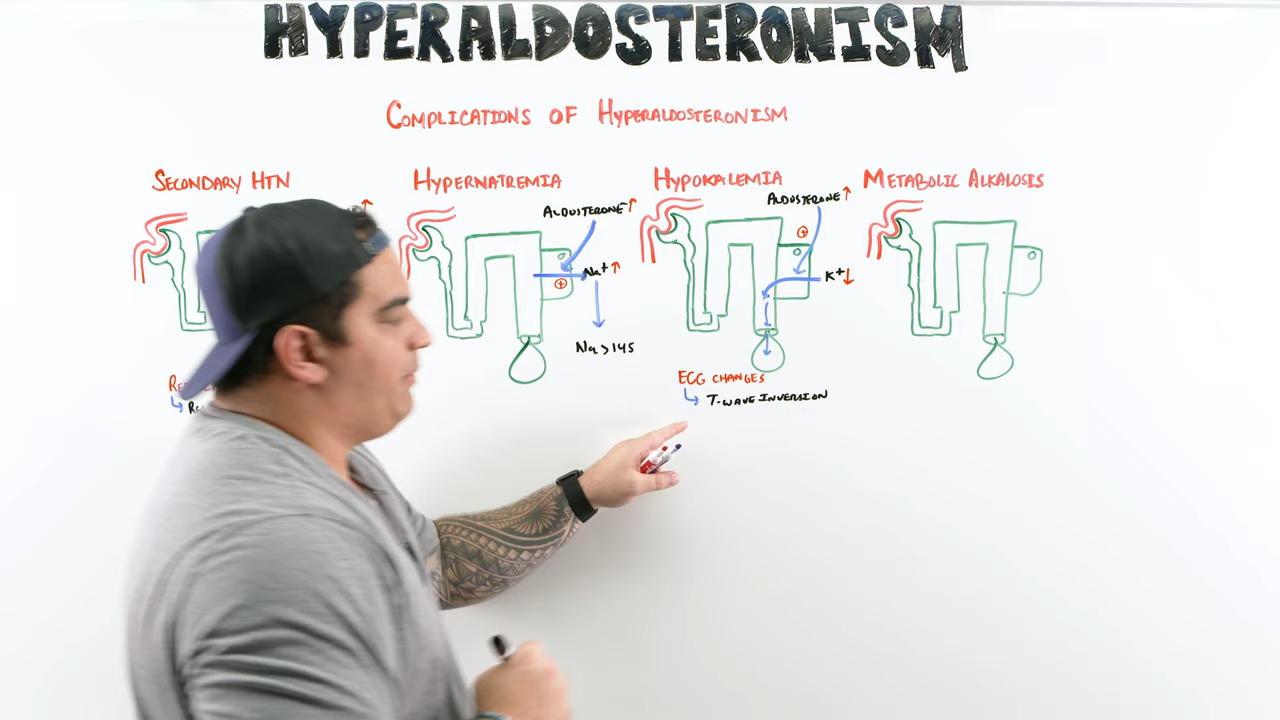 HYPERALDOSTERONISM
COMPLICATIONS OF HYPERALDOSTERONISM
SECONDARY HTN
HYPERNATREMIA
ALDOSTERONE ↑
Na+ ↑
+
Na > 145
HYPOKALEMIA
ALDOSTERONE ↑
+
K+ ↓
ECG CHANGES
↳ T-WAVE INVERSION
METABOLIC ALKALOSIS